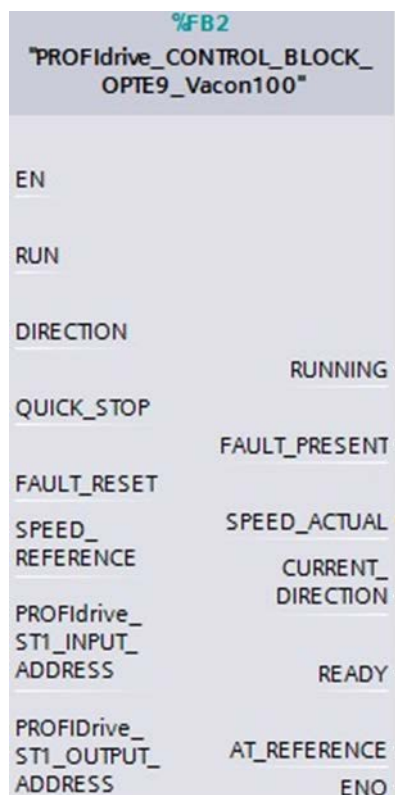 %FB2
"PROFIdrive_CONTROL_BLOCK_
OPTE9_Vacon100"
EN
RUN
DIRECTION
RUNNING
QUICK_STOP
FAULT_PRESENT
FAULT_RESET
SPEED_ACTUAL
SPEED_
REFERENCE
CURRENT_
DIRECTION
PROFIdrive_
ST1_INPUT_
ADDRESS
READY
PROFIDrive_
ST1_OUTPUT_
ADDRESS
AT_REFERENCE
ENO